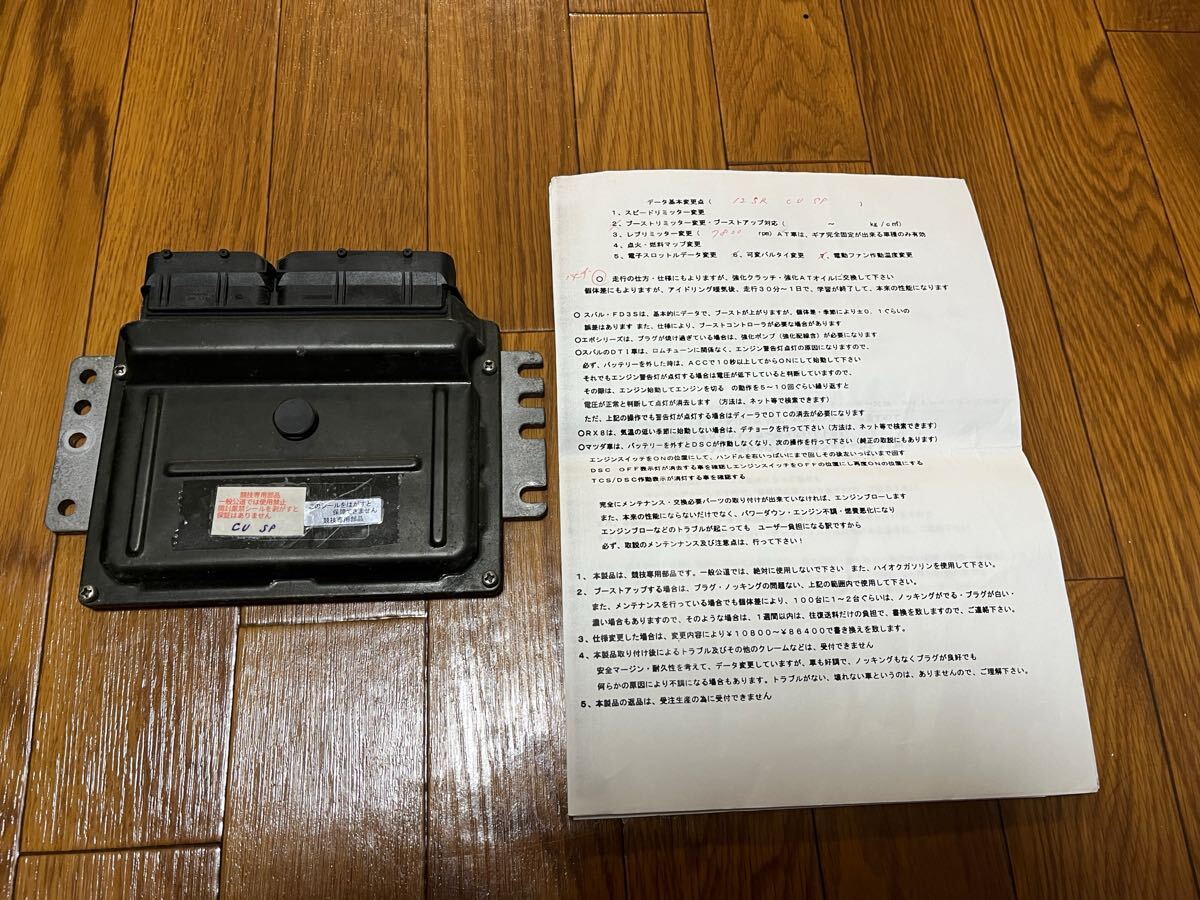 競技専用部品
一般公道では使用禁止
開封厳禁シールを剥がすと
保証はありません
CU SP
このシールをはがすと
保障できません
競技専用部品
データ基本変更点 ( 12SR CU SP )
1、スピードリミッター変更
2、ブーストリミッター変更・ブーストアップ対応 ( ~ kg/c㎡)
3、レブリミッター変更 ( 7800 rpm) AT車は、ギア完全固定が出来る車種のみ有効
4、点火・燃料マップ変更
5、電子スロットルデータ変更 6、可変バルタイ変更 7、電動ファン作動温度変更
○ 走行の仕方・仕様にもよりますが、強化クラッチ・強化ATオイルに交換して下さい
個体差にもよりますが、アイドリング暖気後、走行30分~1日で、学習が終了して、本来の性能になります
○スバル・FD3Sは、基本的にデータで、ブーストが上がりますが、個体差・季節により±0.1ぐらいの
誤差はあります また、仕様により、ブーストコントローラが必要な場合があります
○エボシリーズは、プラグが焼け過ぎている場合は、強化ポンプ(強化配線含)が必要になります
○スバルのDTI車は、ロムチューンに関係なく、エンジン警告灯点灯の原因になりますので、
必ず、バッテリーを外した時は、ACCで10秒以上してからONにして始動して下さい
それでもエンジン警告灯が点灯する場合は電圧が低下していると判断していますので、
その際は、エンジン始動してエンジンを切る の動作を5~10回ぐらい繰り返すと
電圧が正常と判断して点灯が消去します (方法は、ネット等で検索できます)
ただ、上記の操作でも警告灯が点灯する場合はディーラでDTCの消去が必要になります
○RX8は、気温の低い季節に始動しない場合は、デチョークを行って下さい(方法は、ネット等で検索できます)
○マツダ車は、バッテリーを外すとDSCが作動しなくなり、次の操作を行って下さい(純正の取説にもあります)
エンジンスイッチをONの位置にして、ハンドルを右いっぱいにまで回しその後左いっぱいまで回す
DSC OFF表示灯が消去する車を確認しエンジンスイッチをOFFの位置にし再度ONの位置にする
TCS/DSC作動表示が消灯する車を確認する
完全にメンテナンス・交換必要パーツの取り付けが出来ていなければ、エンジンブローします
また、本来の性能にならないだけでなく、パワーダウン・エンジン不調・燃費悪化になり
エンジンブローなどのトラブルが起こっても ユーザー負担になる訳ですから
必ず、取説のメンテンナンス及び注意点は、行って下さい!
1、本製品は、競技専用部品です。一般公道では、絶対に使用しないで下さい また、ハイオクガソリンを使用して下さい。
2、ブーストアップする場合は、プラグ・ノッキングの問題ない、上記の範囲内で使用して下さい。
また、メンテナンスを行っている場合でも個体差により、100台に1~2台ぐらいは、ノッキングがでる・プラグが白い・
濃い場合もありますので、そのような場合は、1週間以内は、往復送料だけの負担で、書換を致しますので、ご連絡下さい。
3、仕様変更した場合は、変更内容により¥10800~¥86400で書き換えを致します。
4、本製品取り付け後によるトラブル及びその他のクレームなどは、受付できません
安全マージン・耐久性を考えて、データ変更していますが、車も好調で、ノッキングもなくプラグが良好でも
何らかの原因により不調になる場合もあります。トラブルがない、壊れない車というのは、ありませんので、ご理解下さい。
5、本製品の返品は、受注生産の為に受付できません